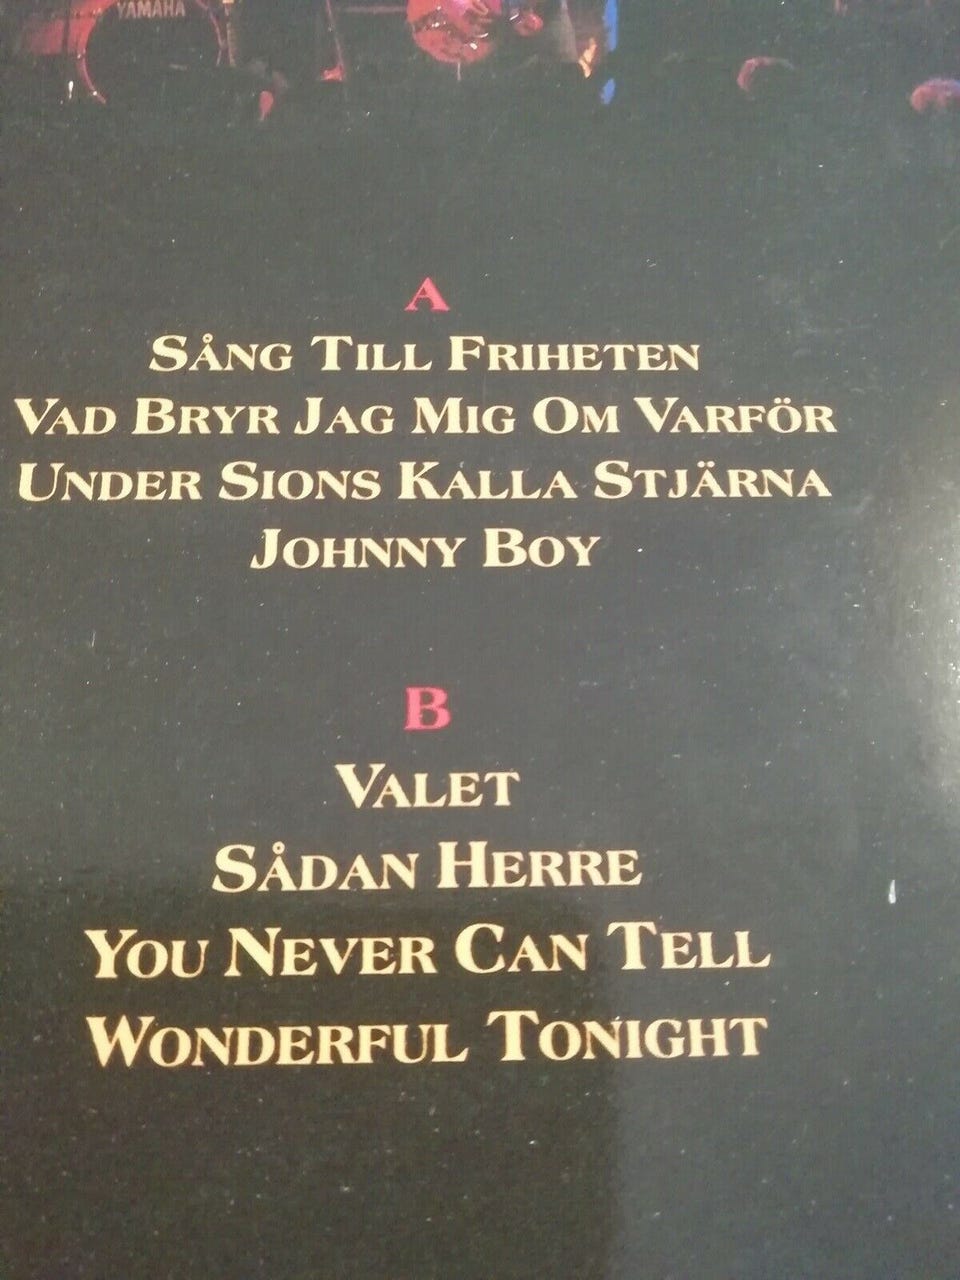 YAMAHA
A
SÅNG TILL FRIHETEN
VAD BRYR JAG MIG OM VARFÖR
UNDER SIONS KALLA STJÄRNA
JOHNNY BOY
B
VALET
SÅDAN HERRE
YOU NEVER CAN TELL
WONDERFUL TONIGHT